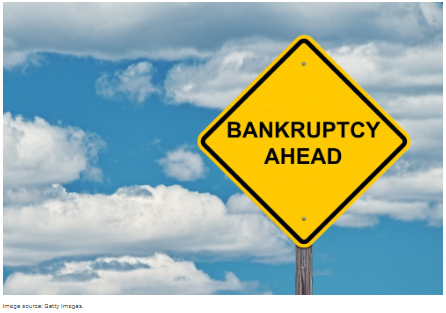 BANKRUPTCY
AHEAD
Image source: Getty Images.